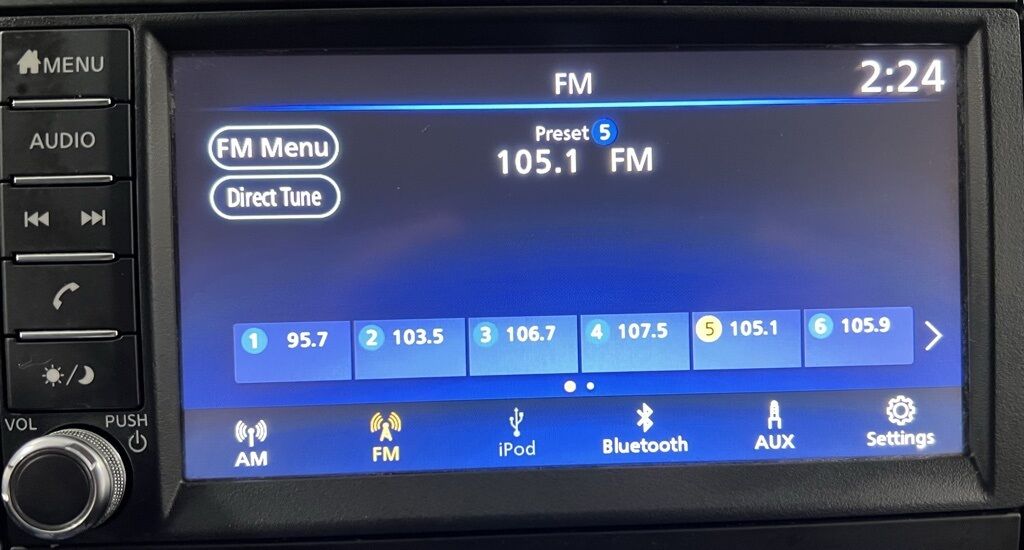 MENU
AUDIO
VOL
PUSH
FM
2:24
FM Menu
Direct Tune
Preset 5
105.1 FM
1 95.7
2 103.5
3 106.7
4 107.5
5 105.1
6 105.9
AM
FM
iPod
Bluetooth
AUX
Settings